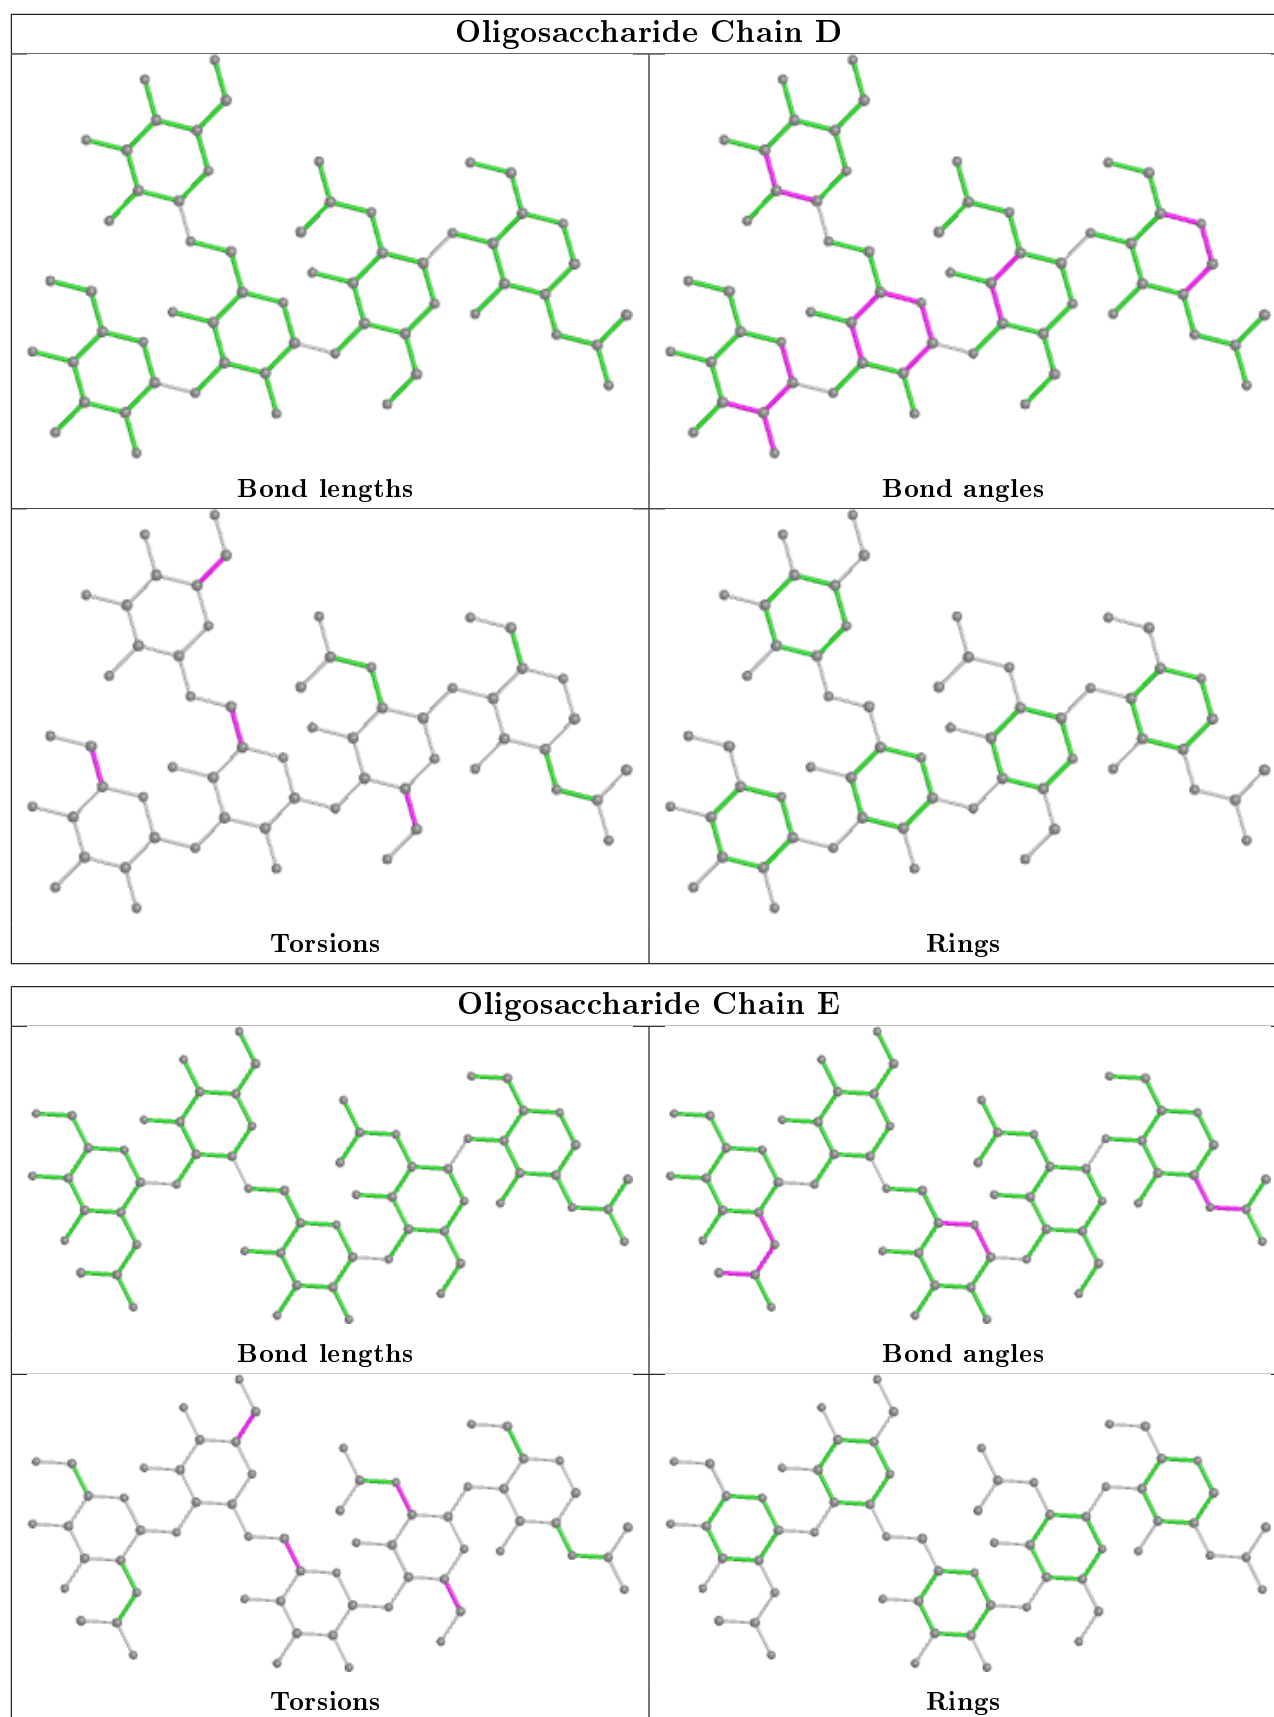 Oligosaccharide Chain D
Bond lengths
Bond angles
Torsions
Rings
Oligosaccharide Chain E
Bond lengths
Bond angles
Torsions
Rings